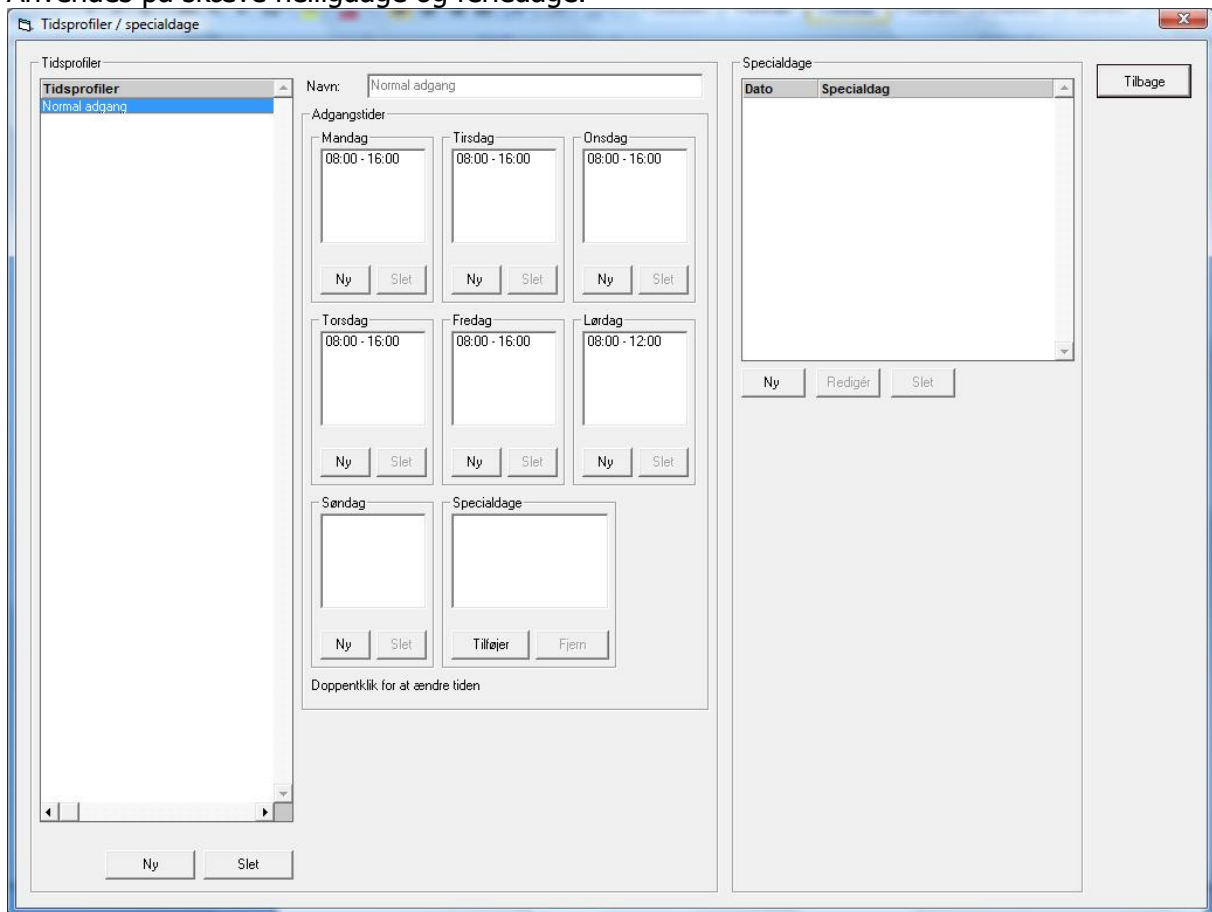 Anvendes på skæve helligdage og feriedage.
Tidsprofiler / specialdage
Tidsprofiler
Tidsprofiler
Normal adgang
Ny Slet
Navn: Normal adgang
Adgangstider
Mandag Tirsdag Onsdag
08:00 - 16:00 08:00 - 16:00 08:00 - 16:00
Ny Slet Ny Slet Ny Slet
Torsdag Fredag Lørdag
08:00 - 16:00 08:00 - 16:00 08:00 - 12:00
Ny Slet Ny Slet Ny Slet
Søndag Specialdage
Ny Slet Tilføjer Fjern
Doppentklik for at ændre tiden
Specialdage
Dato Specialdag
Ny Redigér Slet
Tilbage